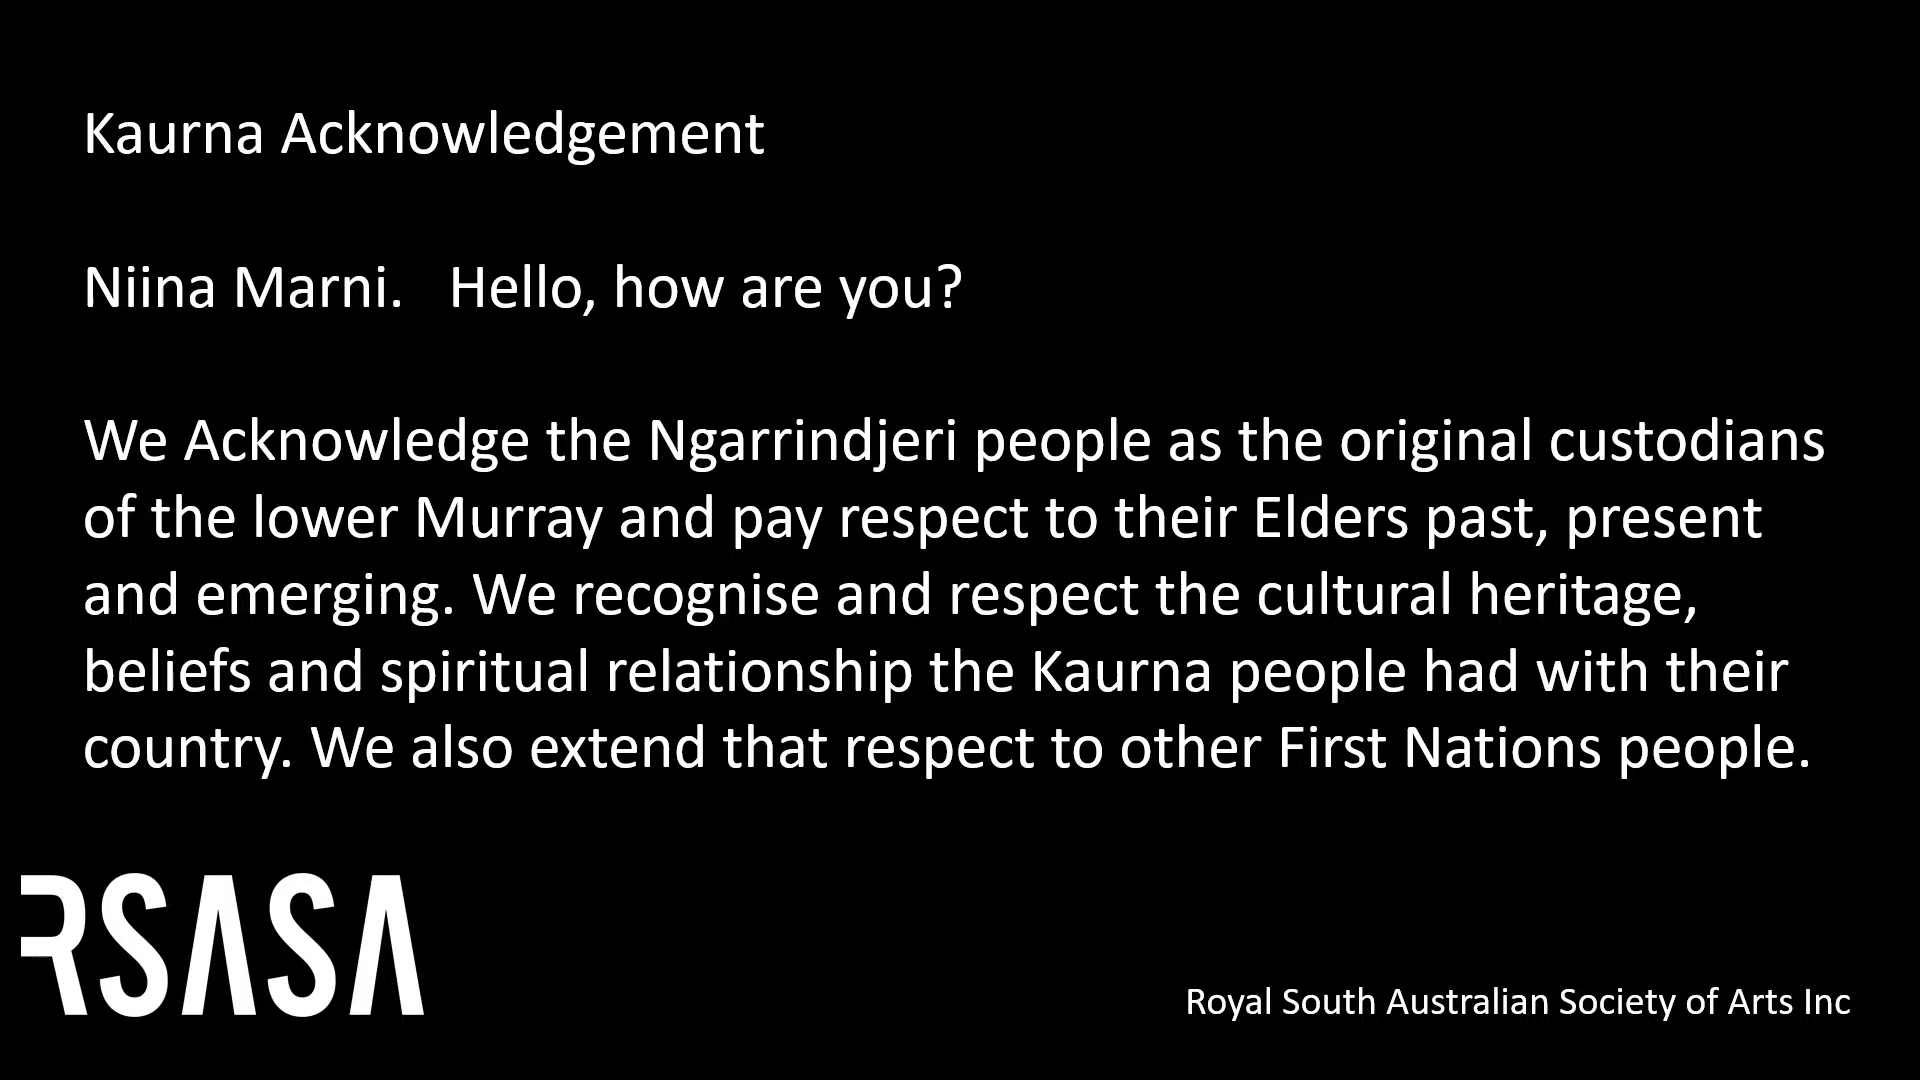 Kaurna Acknowledgement
Niina Marni.   Hello, how are you?
We Acknowledge the Ngarrindjeri people as the original custodians
of the lower Murray and pay respect to their Elders past, present
and emerging. We recognise and respect the cultural heritage,
beliefs and spiritual relationship the Kaurna people had with their
country. We also extend that respect to other First Nations people.
RSASA
Royal South Australian Society of Arts Inc